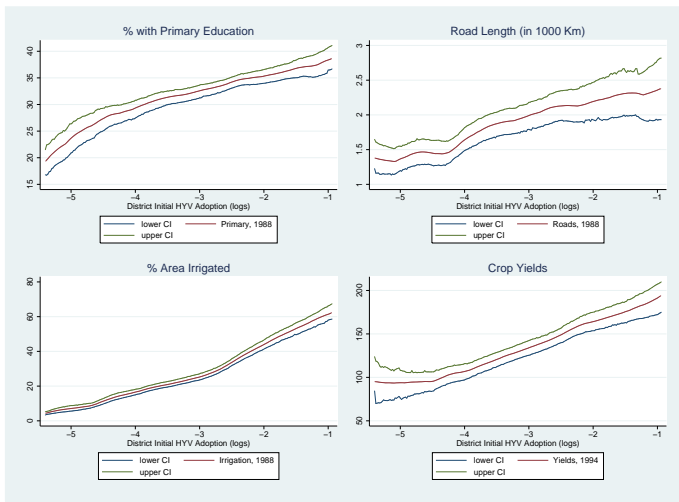 % with Primary Education
40
35
30
25
20
15
−5 −4 −3 −2 −1
District Initial HYV Adoption (logs)
lower CI Primary, 1988
upper CI
Road Length (in 1000 Km)
3
2.5
2
1.5
1
−5 −4 −3 −2 −1
District Initial HYV Adoption (logs)
lower CI Roads, 1988
upper CI
% Area Irrigated
80
60
40
20
0
−5 −4 −3 −2 −1
District Initial HYV Adoption (logs)
lower CI Irrigation, 1988
upper CI
Crop Yields
200
150
100
50
−5 −4 −3 −2 −1
District Initial HYV Adoption (logs)
lower CI Yields, 1994
upper CI